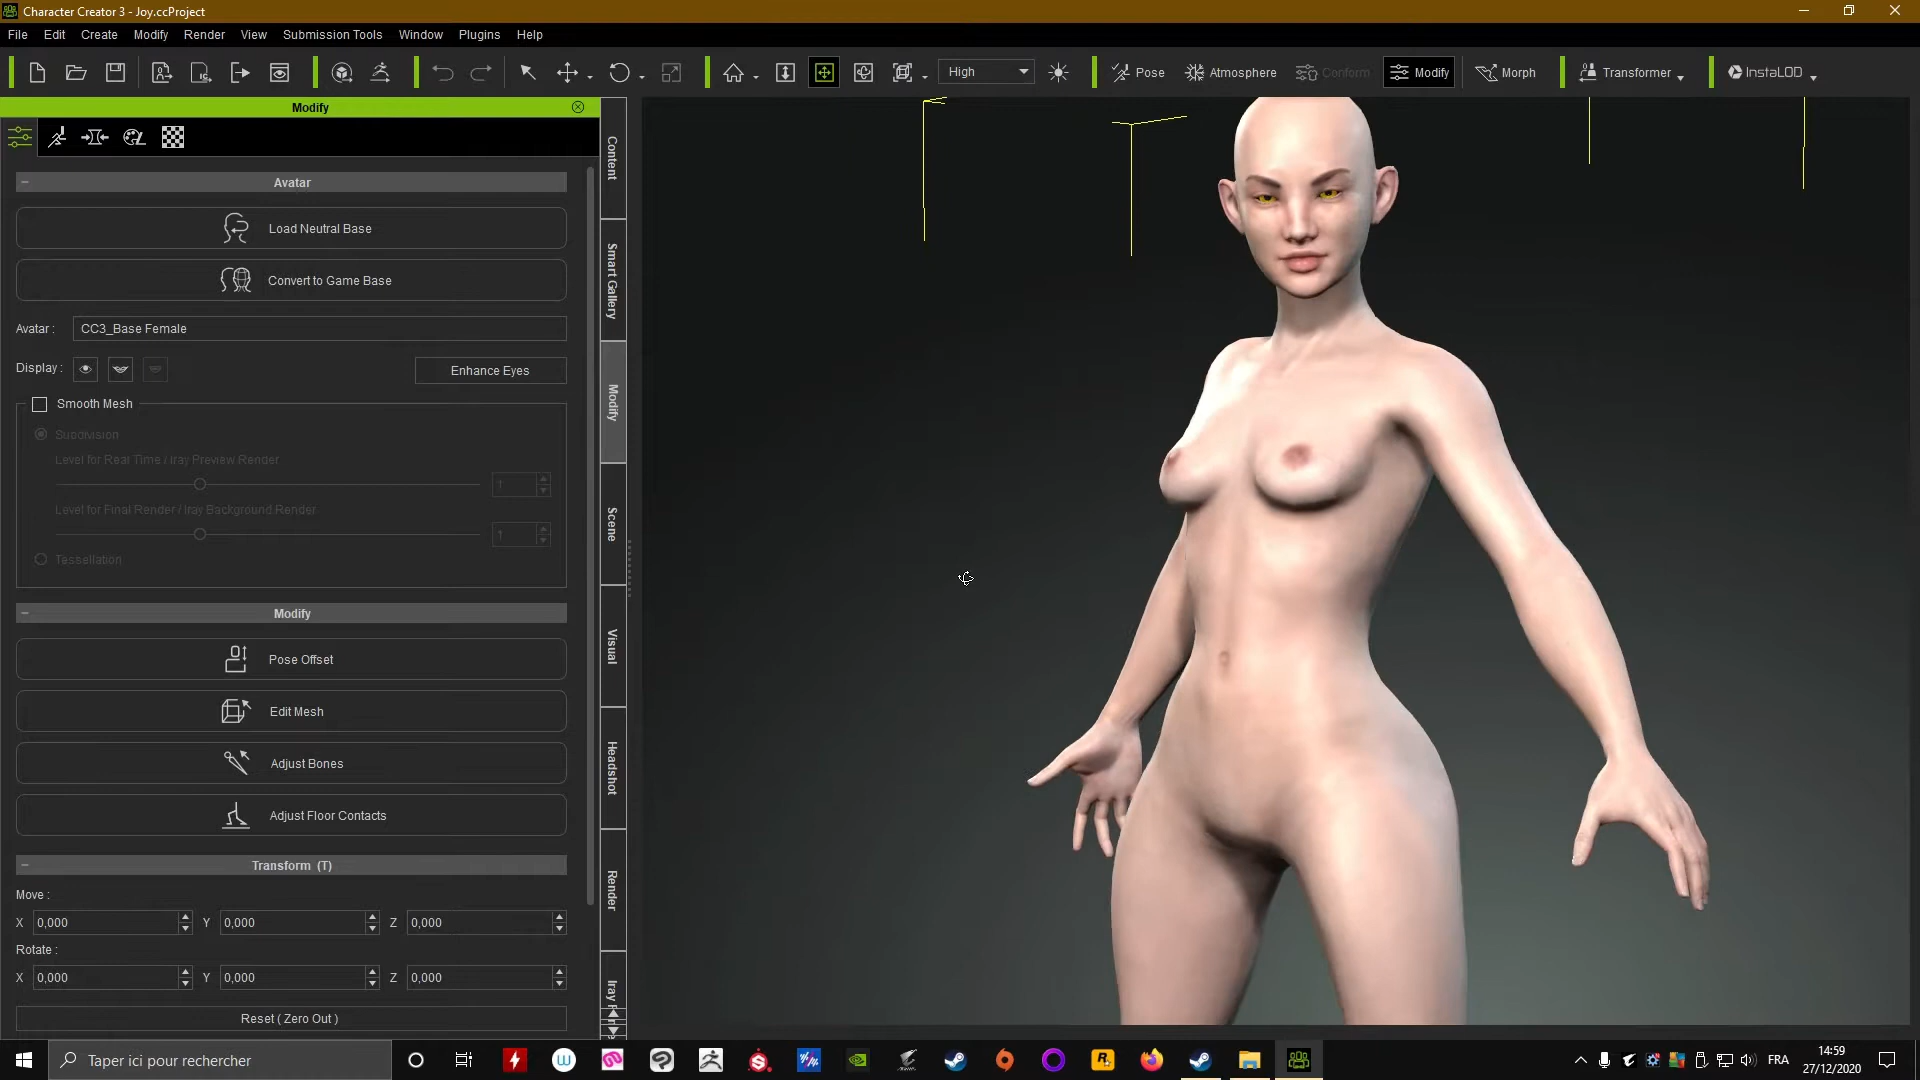 Character Creator 3 - Joy.ccProject
File Edit Create Modify Render View Submission Tools Window Plugins Help
High Pose Atmosphere Conform Modify Morph Transformer InstaLOD
Modify
Avatar
Load Neutral Base
Convert to Game Base
Avatar : CC3_Base Female
Display : Enhance Eyes
Smooth Mesh
Subdivision
Level for Real Time / Iray Preview Render
1
Level for Final Render / Iray Background Render
1
Tessellation
Modify
Pose Offset
Edit Mesh
Adjust Bones
Adjust Floor Contacts
Transform (T)
Move :
X 0,000 Y 0,000 Z 0,000
Rotate :
X 0,000 Y 0,000 Z 0,000
Reset ( Zero Out )
Content
Smart Gallery
Modify
Scene
Visual
Headshot
Render
Iray
Taper ici pour rechercher
FRA
14:59
27/12/2020